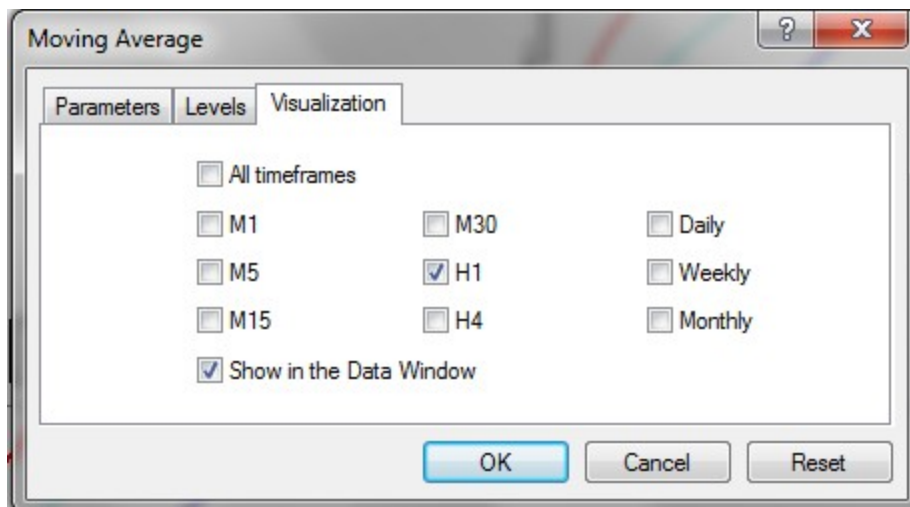 Moving Average
Parameters Levels Visualization
All timeframes
M1 M30 Daily
M5 H1 Weekly
M15 H4 Monthly
Show in the Data Window
OK Cancel Reset